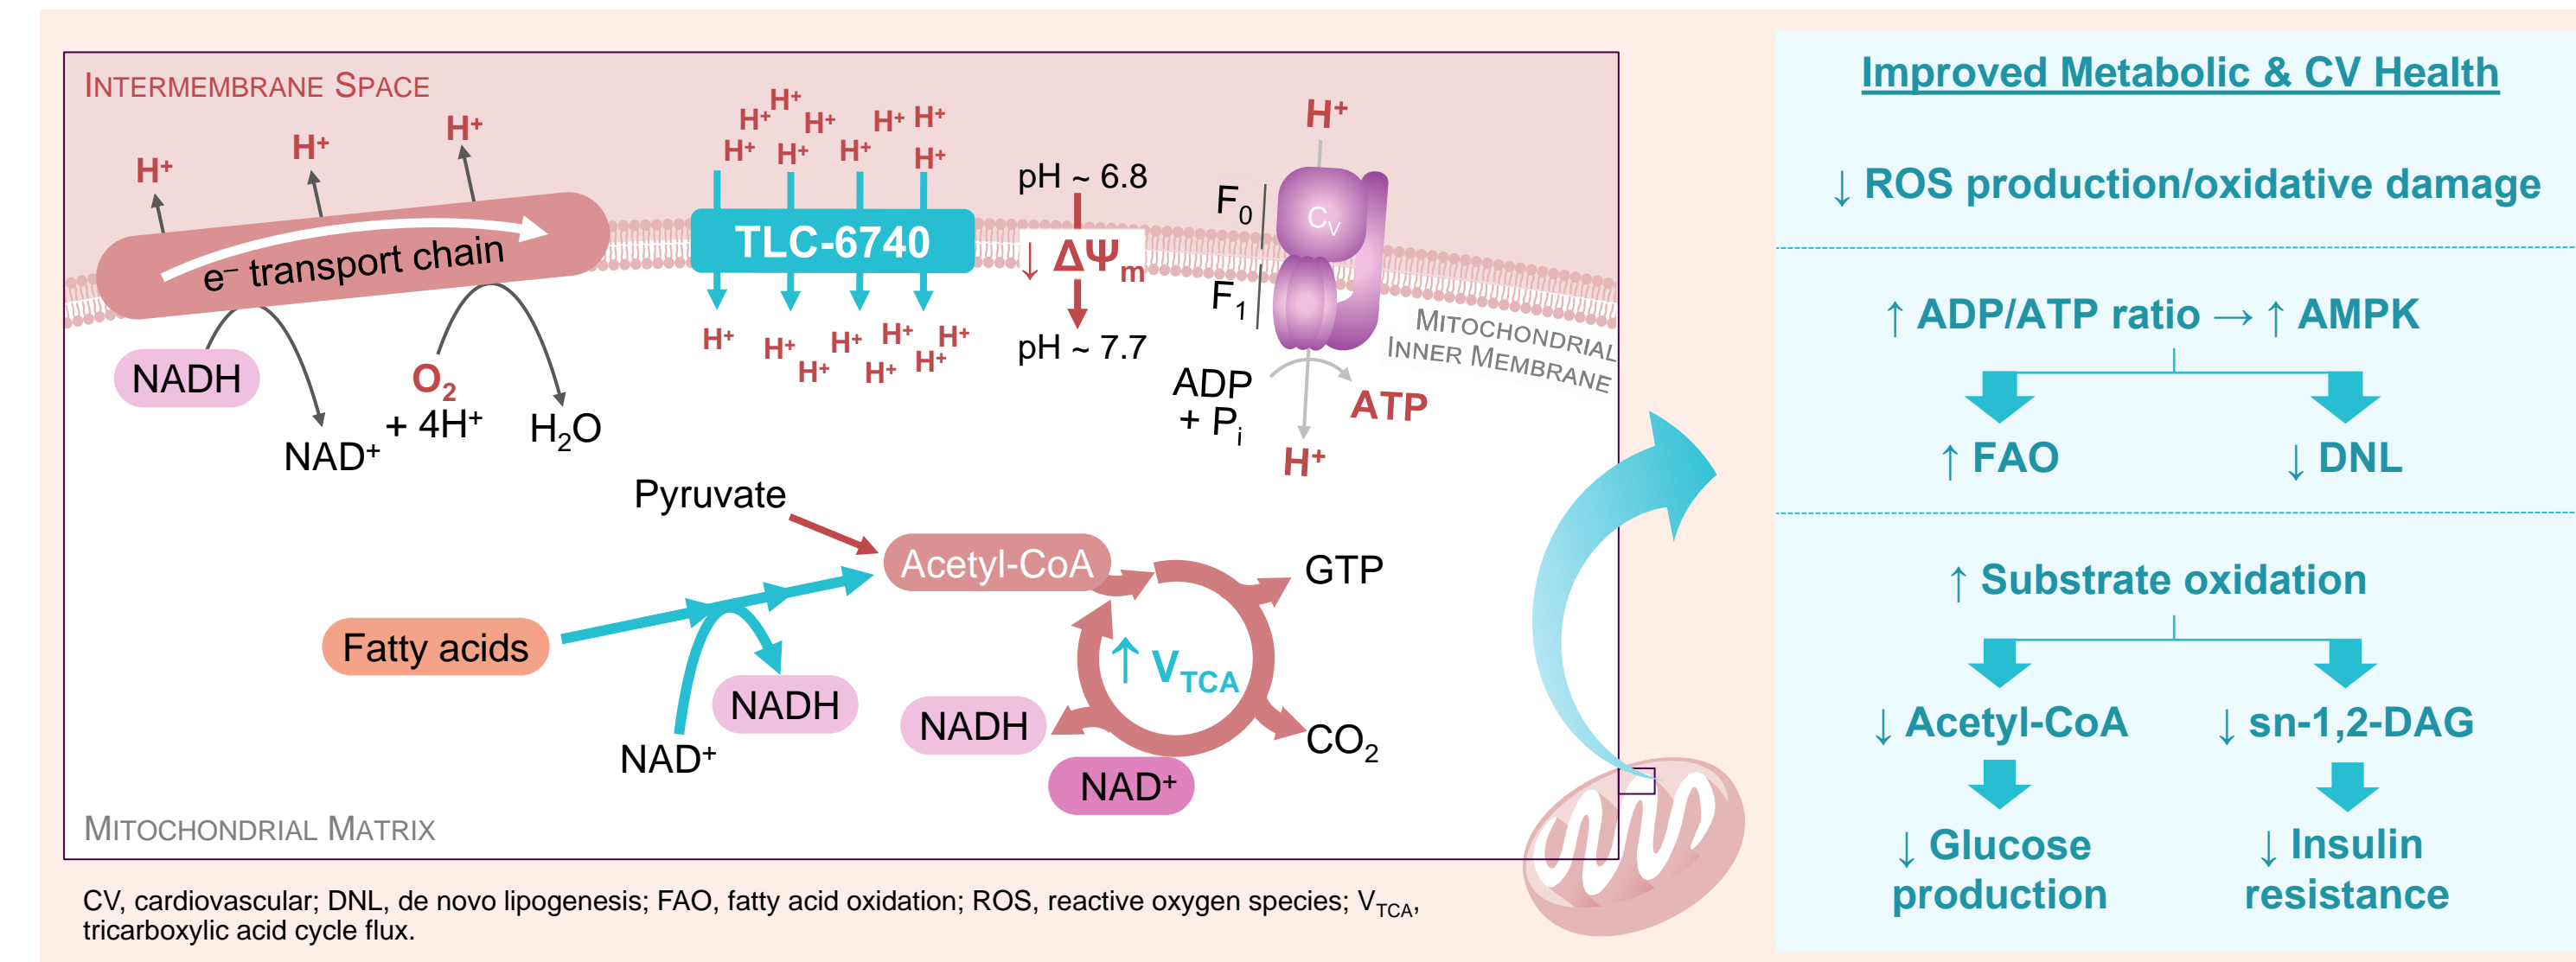 INTERMEMBRANE SPACE
H⁺
H⁺
H⁺
e⁻ transport chain
NADH
NAD⁺
O₂
+ 4H⁺
H₂O
H⁺
H⁺ H⁺ H⁺ H⁺
H⁺ H⁺ H⁺ H⁺
TLC-6740
H⁺ H⁺ H⁺ H⁺ H⁺
H⁺ H⁺ H⁺
pH ~ 6.8
↓ ΔΨₘ
pH ~ 7.7
H⁺
F₀
Cᵥ
F₁
MITOCHONDRIAL
INNER MEMBRANE
ADP
+ Pᵢ
ATP
H⁺
Pyruvate
Acetyl-CoA
Fatty acids
NAD⁺
NADH
↑ V_TCA
GTP
CO₂
NADH
NAD⁺
MITOCHONDRIAL MATRIX
CV, cardiovascular; DNL, de novo lipogenesis; FAO, fatty acid oxidation; ROS, reactive oxygen species; V_TCA,
tricarboxylic acid cycle flux.
Improved Metabolic & CV Health
↓ ROS production/oxidative damage
↑ ADP/ATP ratio → ↑ AMPK
↑ FAO ↓ DNL
↑ Substrate oxidation
↓ Acetyl-CoA ↓ sn-1,2-DAG
↓ Glucose
production
↓ Insulin
resistance